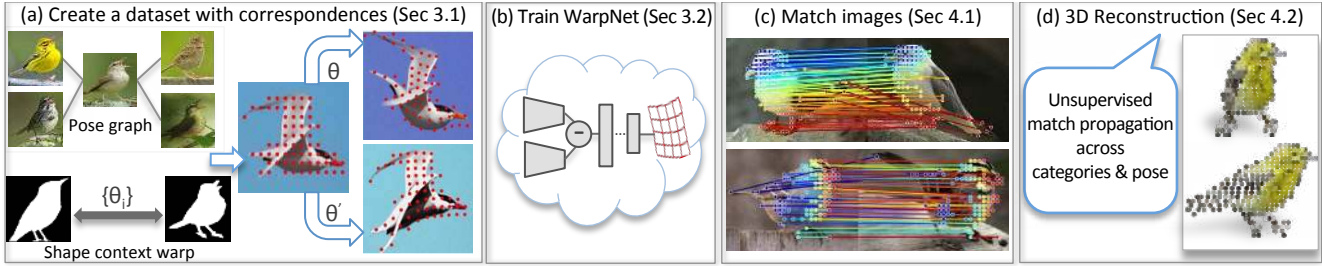 (a) Create a dataset with correspondences (Sec 3.1)
Pose graph
{θi}
Shape context warp
θ
θ′
(b) Train WarpNet (Sec 3.2)
-
(c) Match images (Sec 4.1)
(d) 3D Reconstruction (Sec 4.2)
Unsupervised
match propagation
across
categories & pose